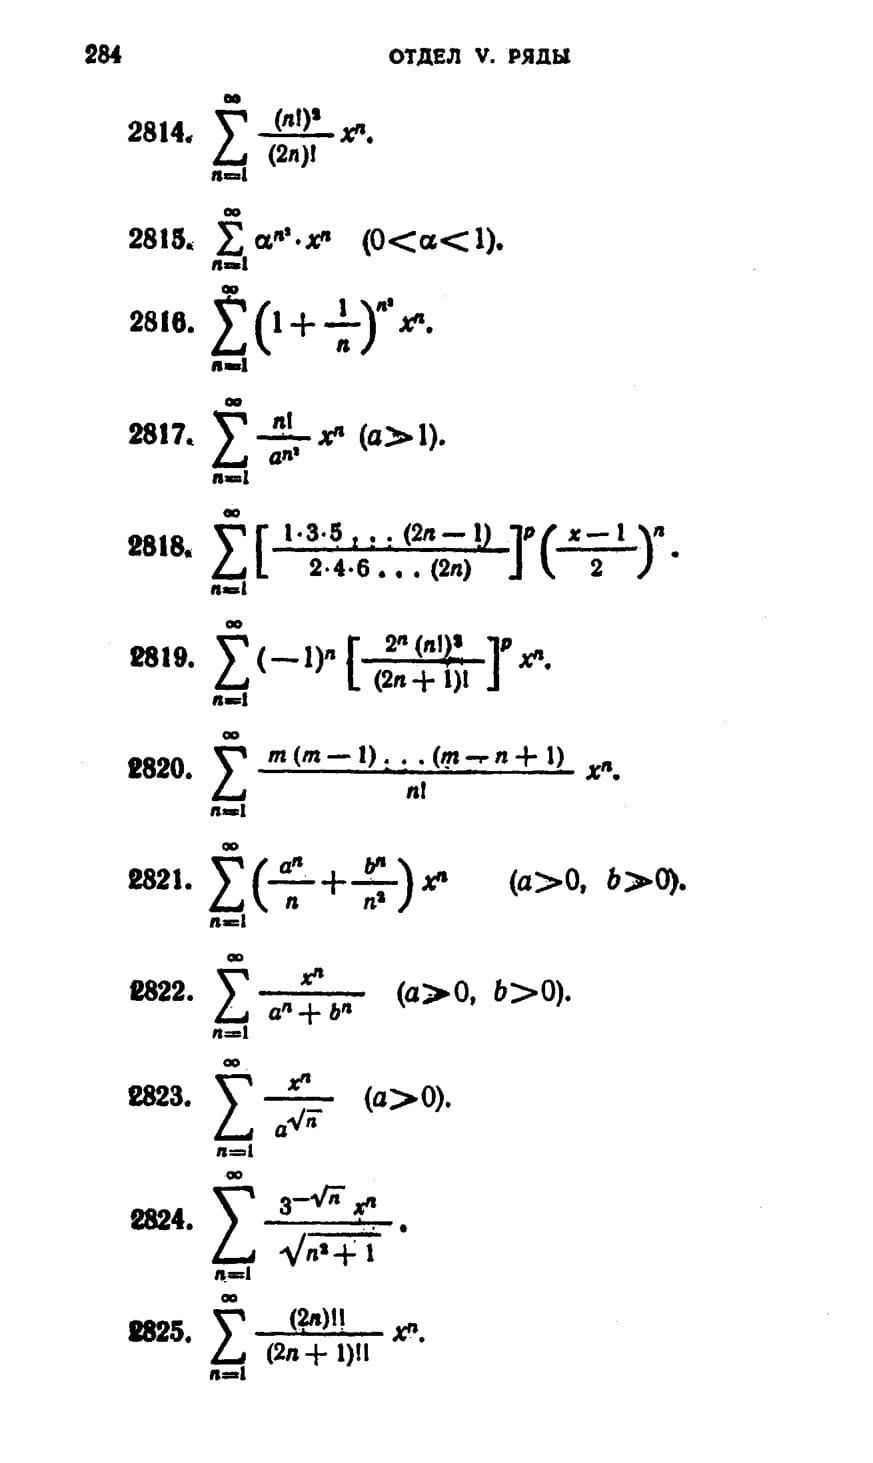 284 ОТДЕЛ V. РЯДЫ
2814. $\sum_{n=1}^{\infty} \frac{(n!)^2}{(2n)!} x^n.$
2815. $\sum_{n=1}^{\infty} \alpha^{n^2} \cdot x^n \quad (0 < \alpha < 1).$
2816. $\sum_{n=1}^{\infty} \left(1 + \frac{1}{n}\right)^{n^2} x^n.$
2817. $\sum_{n=1}^{\infty} \frac{n!}{a^{n^2}} x^n \quad (a > 1).$
2818. $\sum_{n=1}^{\infty} \left[\frac{1 \cdot 3 \cdot 5 \ldots (2n-1)}{2 \cdot 4 \cdot 6 \ldots (2n)}\right]^p \left(\frac{x-1}{2}\right)^n.$
2819. $\sum_{n=1}^{\infty} (-1)^n \left[\frac{2^n (n!)^2}{(2n+1)!}\right]^p x^n.$
2820. $\sum_{n=1}^{\infty} \frac{m(m-1) \ldots (m-n+1)}{n!} x^n.$
2821. $\sum_{n=1}^{\infty} \left(\frac{a^n}{n} + \frac{b^n}{n^2}\right) x^n \quad (a > 0, \ b > 0).$
2822. $\sum_{n=1}^{\infty} \frac{x^n}{a^n + b^n} \quad (a > 0, \ b > 0).$
2823. $\sum_{n=1}^{\infty} \frac{x^n}{a^{\sqrt{n}}} \quad (a > 0).$
2824. $\sum_{n=1}^{\infty} \frac{3^{-\sqrt{n}} x^n}{\sqrt{n^2+1}}.$
2825. $\sum_{n=1}^{\infty} \frac{(2n)!!}{(2n+1)!!} x^n.$